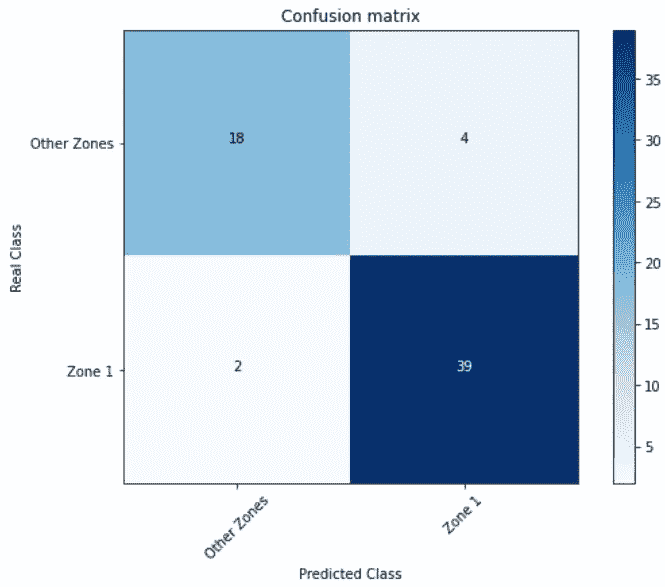 Confusion matrix
Other Zones
18
4
35
30
25
20
15
10
5
Real Class
Zone 1
2
39
Other Zones
Zone 1
Predicted Class